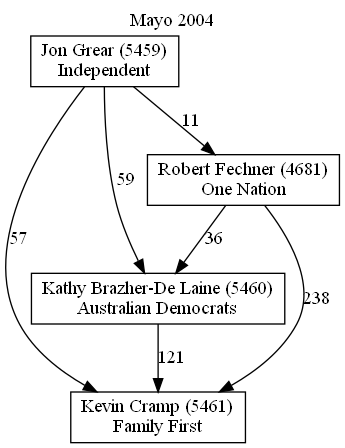 Mayo 2004
Jon Grear (5459)
Independent
11
Robert Fechner (4681)
One Nation
59
57
36
Kathy Brazher-De Laine (5460)
Australian Democrats
238
121
Kevin Cramp (5461)
Family First